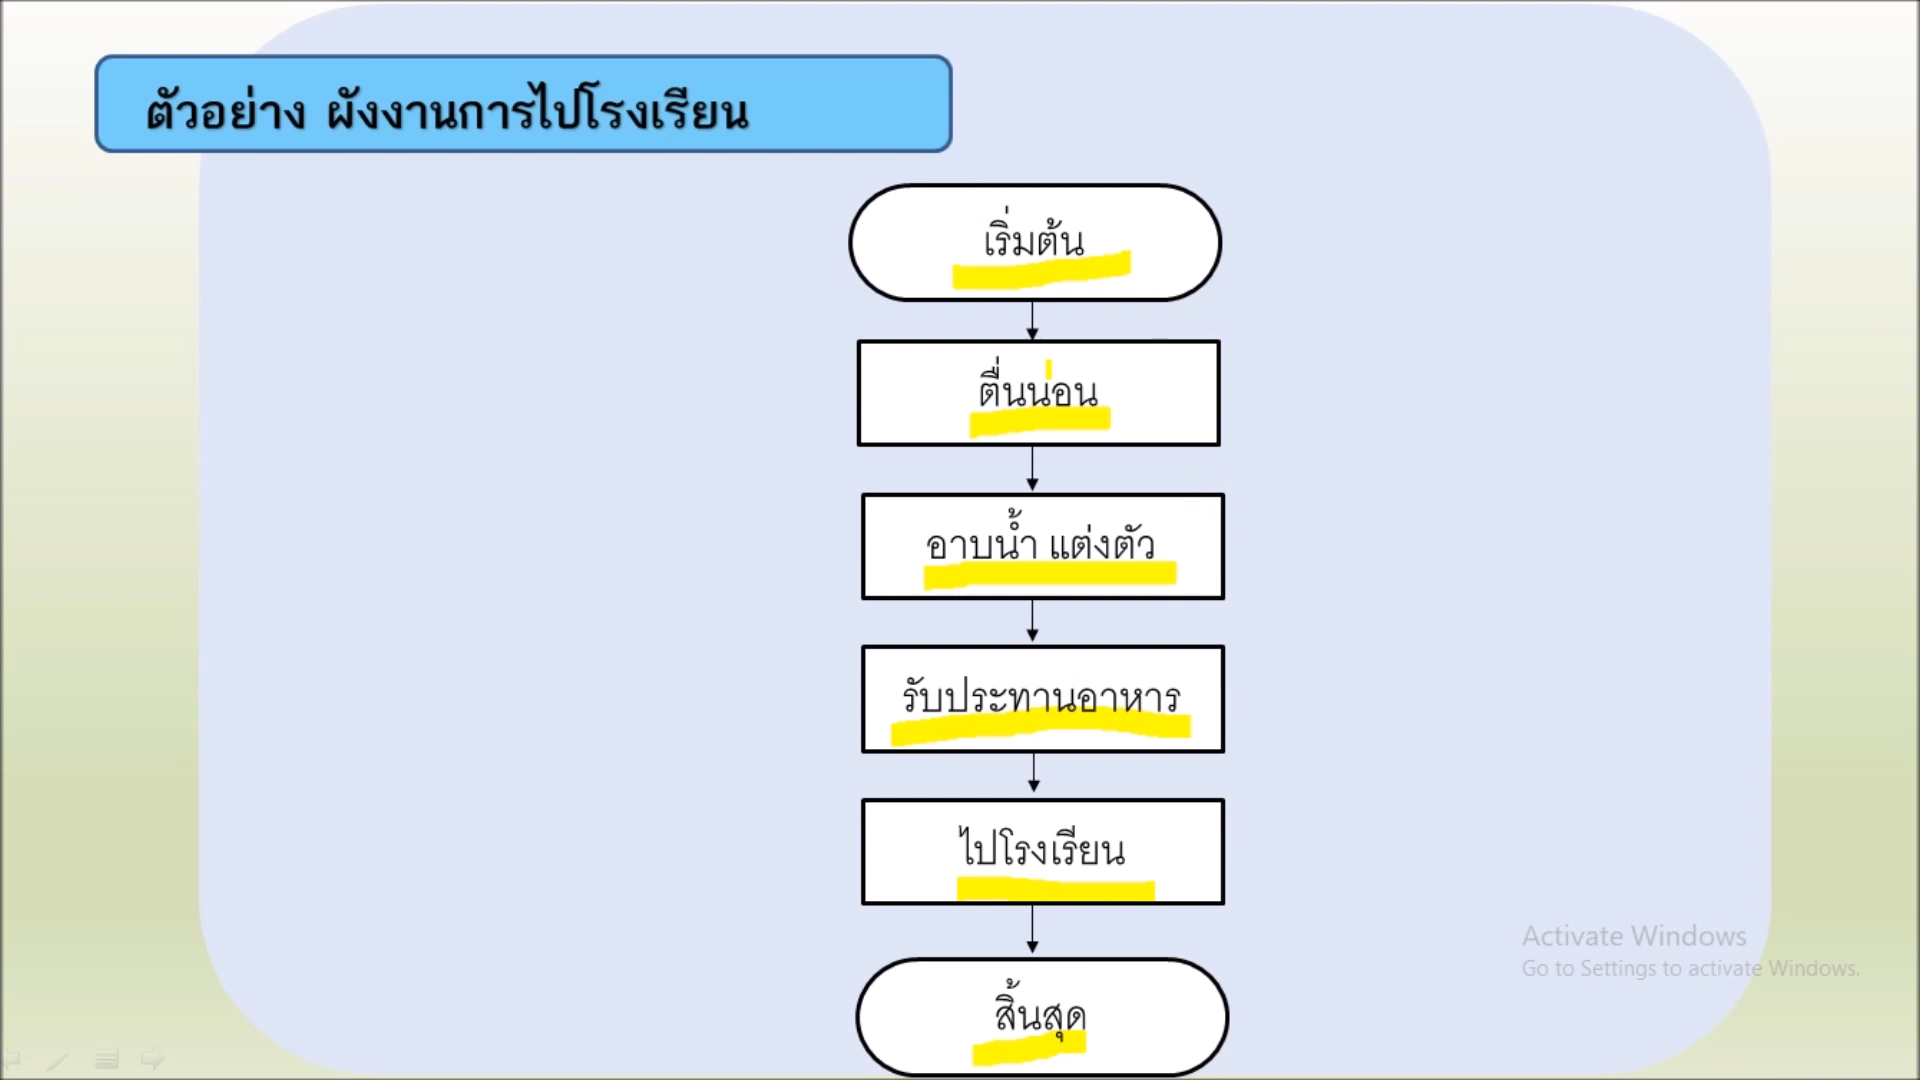 ตัวอย่าง ผังงานการไปโรงเรียน
เริ่มต้น
ตื่นนอน
อาบน้ำ แต่งตัว
รับประทานอาหาร
ไปโรงเรียน
สิ้นสุด
Activate Windows
Go to Settings to activate Windows.